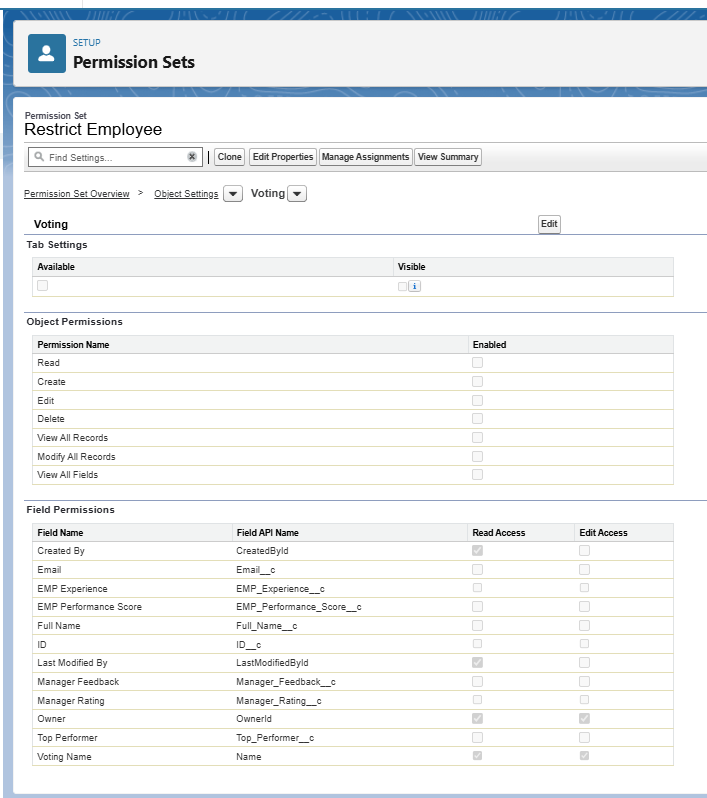 SETUP
Permission Sets
Permission Set
Restrict Employee
Find Settings... Clone Edit Properties Manage Assignments View Summary
Permission Set Overview > Object Settings Voting
Voting Edit
Tab Settings
Available Visible
i
Object Permissions
Permission Name Enabled
Read
Create
Edit
Delete
View All Records
Modify All Records
View All Fields
Field Permissions
Field Name Field API Name Read Access Edit Access
Created By CreatedById
Email Email__c
EMP Experience EMP_Experience__c
EMP Performance Score EMP_Performance_Score__c
Full Name Full_Name__c
ID ID__c
Last Modified By LastModifiedById
Manager Feedback Manager_Feedback__c
Manager Rating Manager_Rating__c
Owner OwnerId
Top Performer Top_Performer__c
Voting Name Name